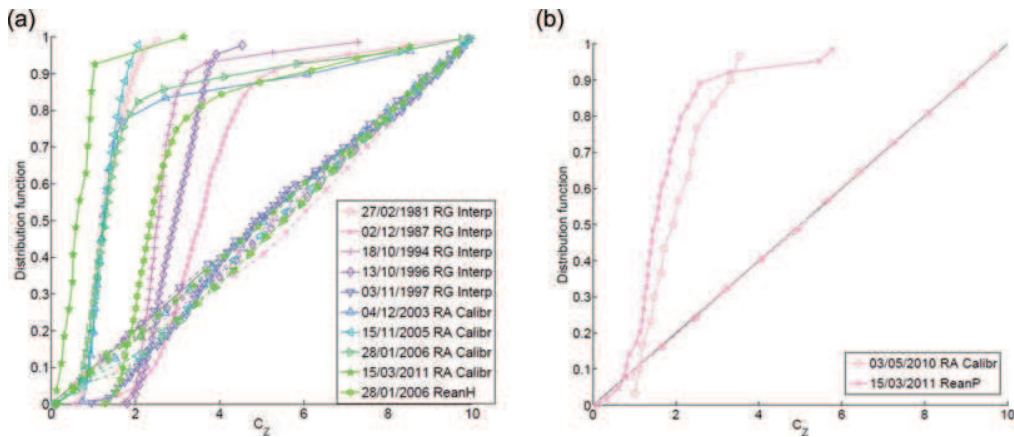 (a)
1
0.9
0.8
0.7
0.6
0.5
0.4
0.3
0.2
0.1
0
Distribution function
0 2 4 6 8 10
C_Z
27/02/1981 RG Interp
02/12/1987 RG Interp
18/10/1994 RG Interp
13/10/1996 RG Interp
03/11/1997 RG Interp
04/12/2003 RA Calibr
15/11/2005 RA Calibr
28/01/2006 RA Calibr
15/03/2011 RA Calibr
28/01/2006 ReanH
(b)
1
0.9
0.8
0.7
0.6
0.5
0.4
0.3
0.2
0.1
0
Distribution function
0 2 4 6 8 10
C_Z
03/05/2010 RA Calibr
15/03/2011 ReanP